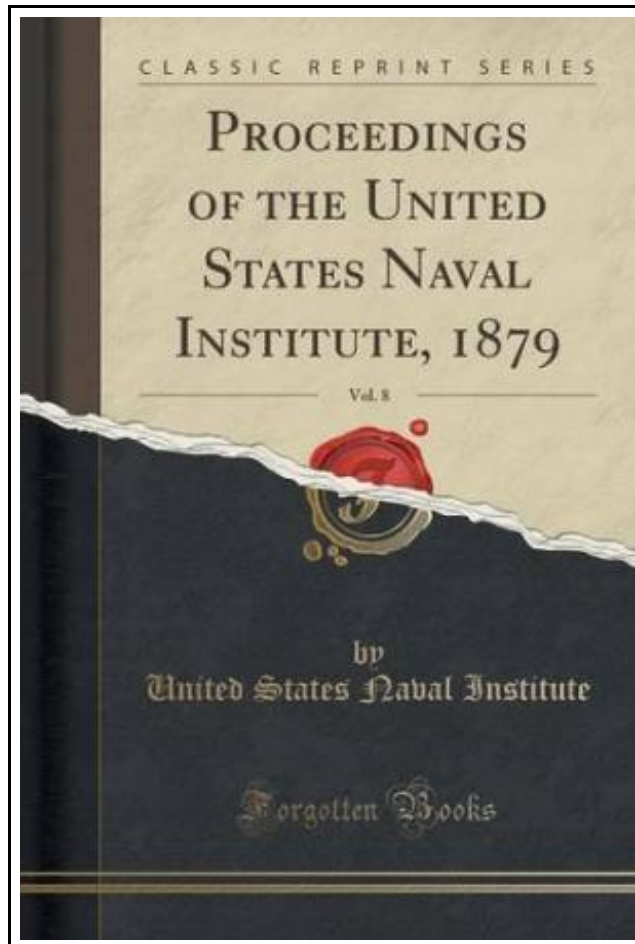 CLASSIC REPRINT SERIES
PROCEEDINGS
OF THE UNITED
STATES NAVAL
INSTITUTE, 1879
Vol. 8
F
by
United States Naval Institute
Forgotten Books